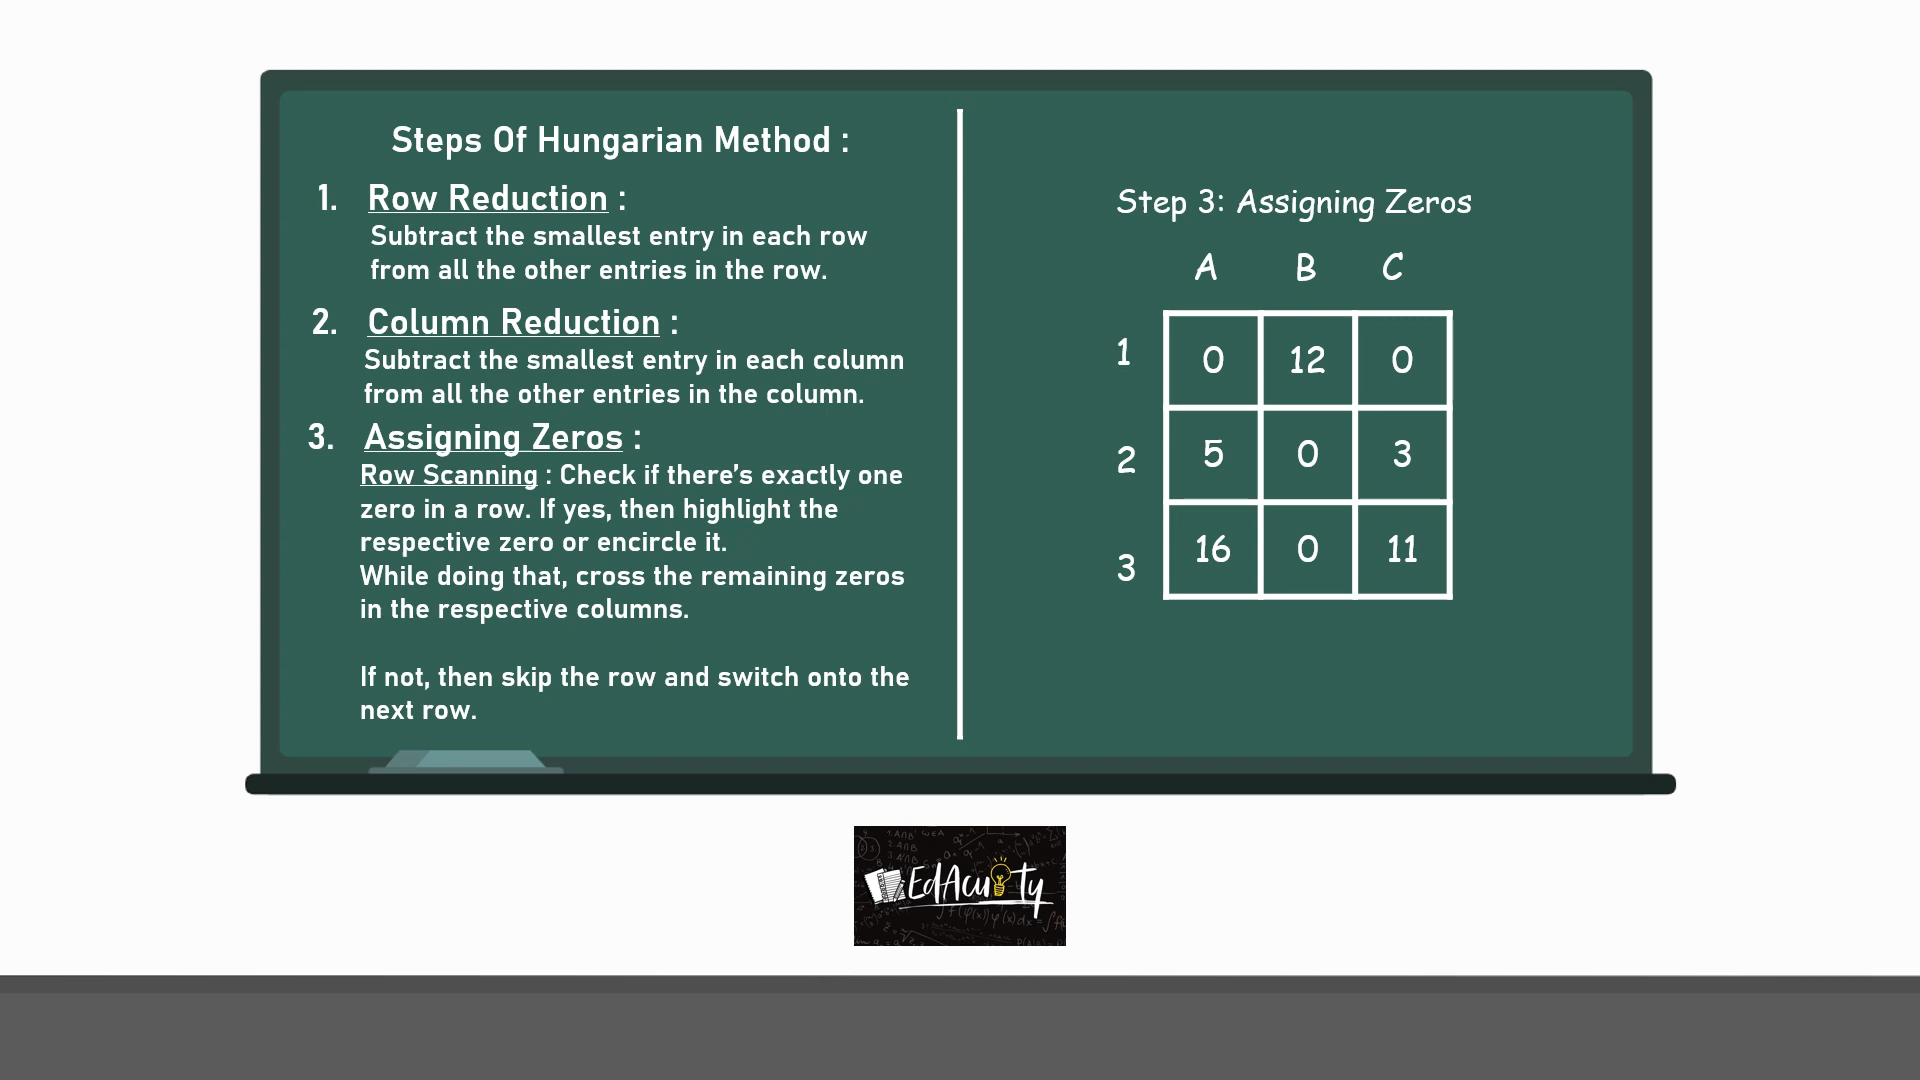 Steps Of Hungarian Method :
1. Row Reduction :
Subtract the smallest entry in each row
from all the other entries in the row.
2. Column Reduction :
Subtract the smallest entry in each column
from all the other entries in the column.
3. Assigning Zeros :
Row Scanning : Check if there's exactly one
zero in a row. If yes, then highlight the
respective zero or encircle it.
While doing that, cross the remaining zeros
in the respective columns.
If not, then skip the row and switch onto the
next row.
Step 3: Assigning Zeros
A B C
1 0 12 0
2 5 0 3
3 16 0 11
EdAcuity